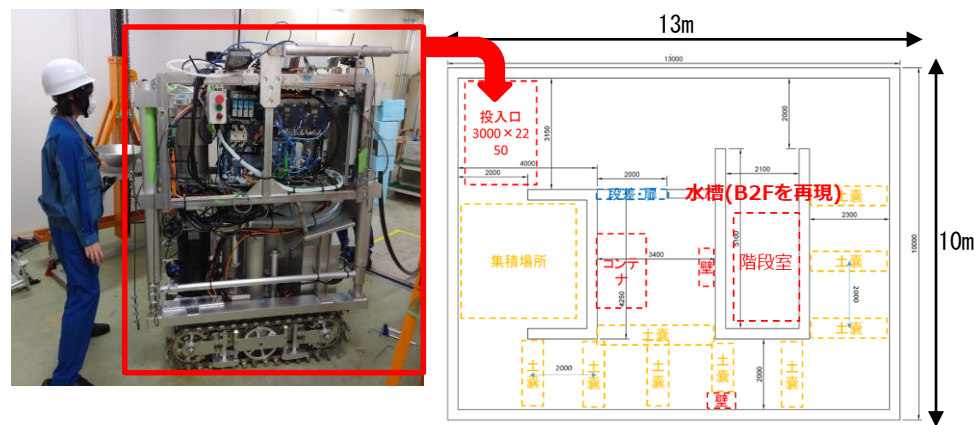 13m
13000
投入口
3000×22
50
3150
2000
4000
2000
2000
2100
段差・扉
水槽(B2Fを再現)
土嚢
2300
集積場所
コンテ
ナ
3400
壁
5100
階段室
土嚢
10000
10m
4250
2000
土嚢
土嚢
土嚢
土嚢
土嚢
土嚢
土嚢
2000
2000
壁